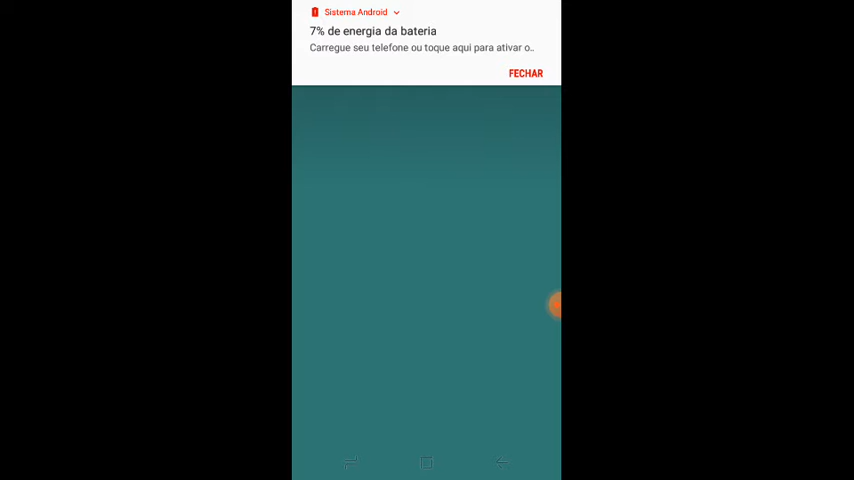 Sistema Android
7% de energia da bateria
Carregue seu telefone ou toque aqui para ativar o..
FECHAR